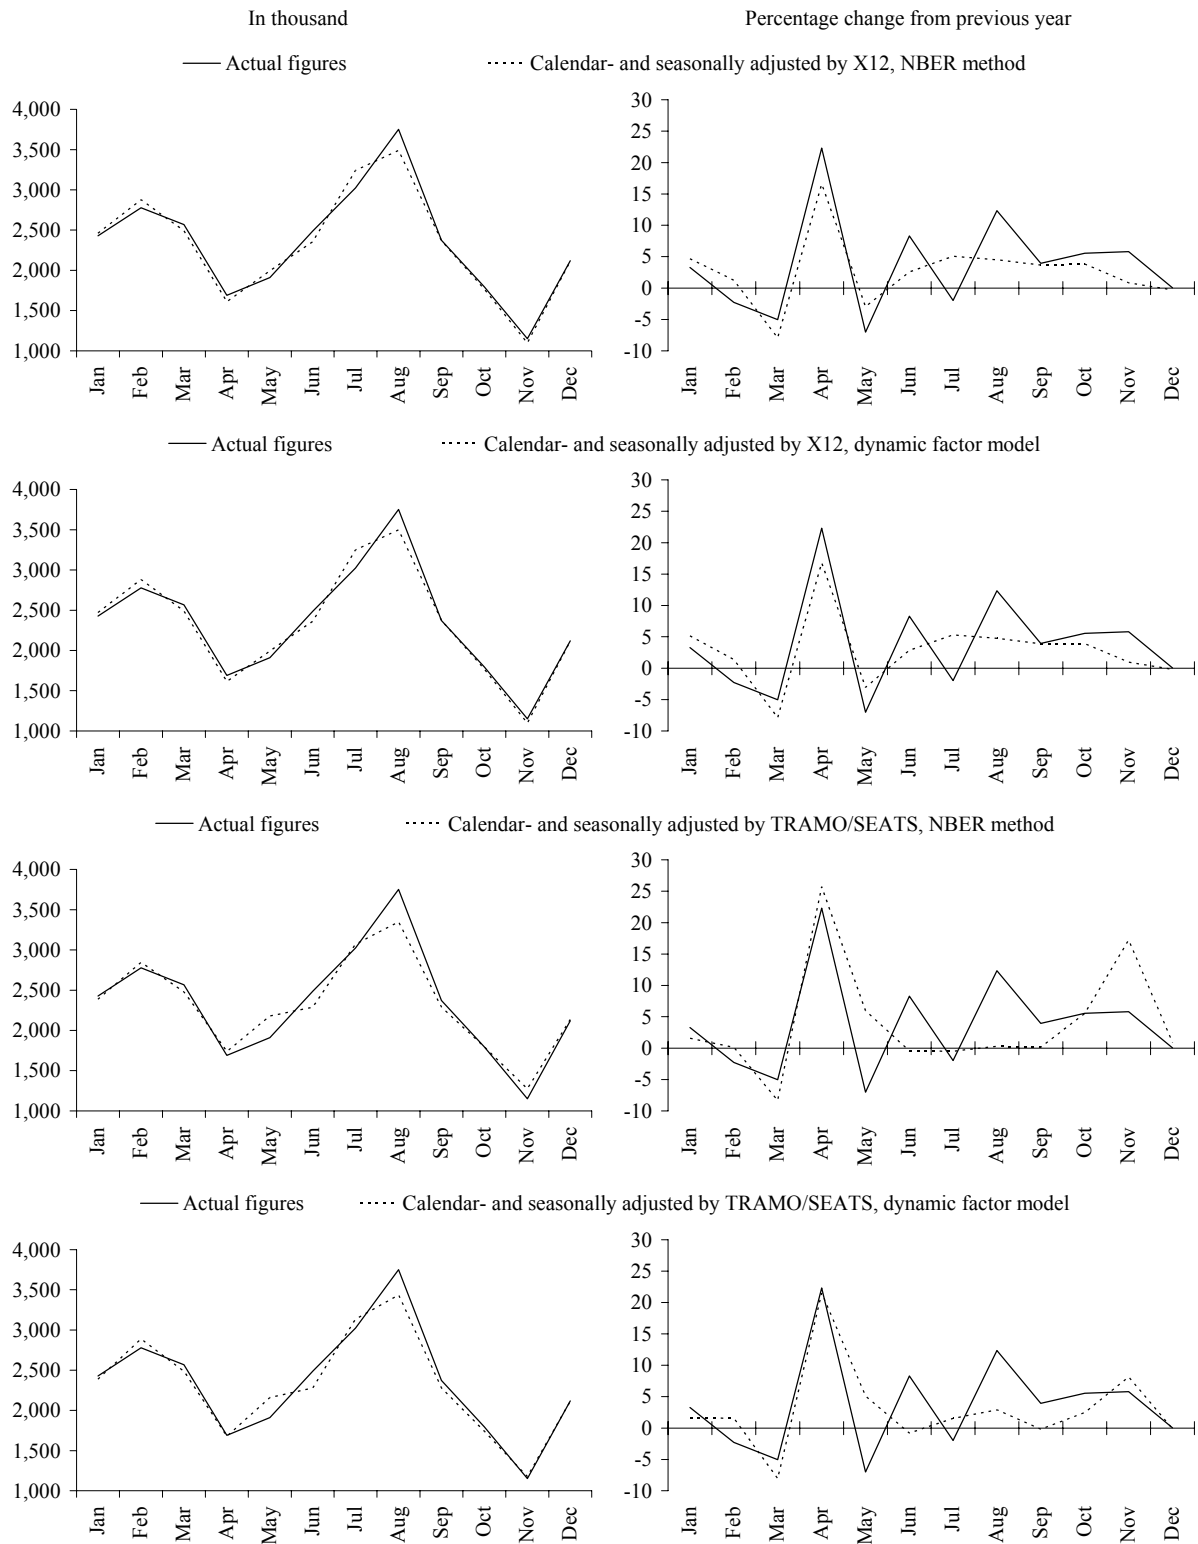 In thousand
Percentage change from previous year
Actual figures
Calendar- and seasonally adjusted by X12, NBER method
4,000
3,500
3,000
2,500
2,000
1,500
1,000
Jan
Feb
Mar
Apr
May
Jun
Jul
Aug
Sep
Oct
Nov
Dec
30
25
20
15
10
5
0
-5
-10
Jan
Feb
Mar
Apr
May
Jun
Jul
Aug
Sep
Oct
Nov
Dec
Actual figures
Calendar- and seasonally adjusted by X12, dynamic factor model
4,000
3,500
3,000
2,500
2,000
1,500
1,000
Jan
Feb
Mar
Apr
May
Jun
Jul
Aug
Sep
Oct
Nov
Dec
30
25
20
15
10
5
0
-5
-10
Jan
Feb
Mar
Apr
May
Jun
Jul
Aug
Sep
Oct
Nov
Dec
Actual figures
Calendar- and seasonally adjusted by TRAMO/SEATS, NBER method
4,000
3,500
3,000
2,500
2,000
1,500
1,000
Jan
Feb
Mar
Apr
May
Jun
Jul
Aug
Sep
Oct
Nov
Dec
30
25
20
15
10
5
0
-5
-10
Jan
Feb
Mar
Apr
May
Jun
Jul
Aug
Sep
Oct
Nov
Dec
Actual figures
Calendar- and seasonally adjusted by TRAMO/SEATS, dynamic factor model
4,000
3,500
3,000
2,500
2,000
1,500
1,000
Jan
Feb
Mar
Apr
May
Jun
Jul
Aug
Sep
Oct
Nov
Dec
30
25
20
15
10
5
0
-5
-10
Jan
Feb
Mar
Apr
May
Jun
Jul
Aug
Sep
Oct
Nov
Dec